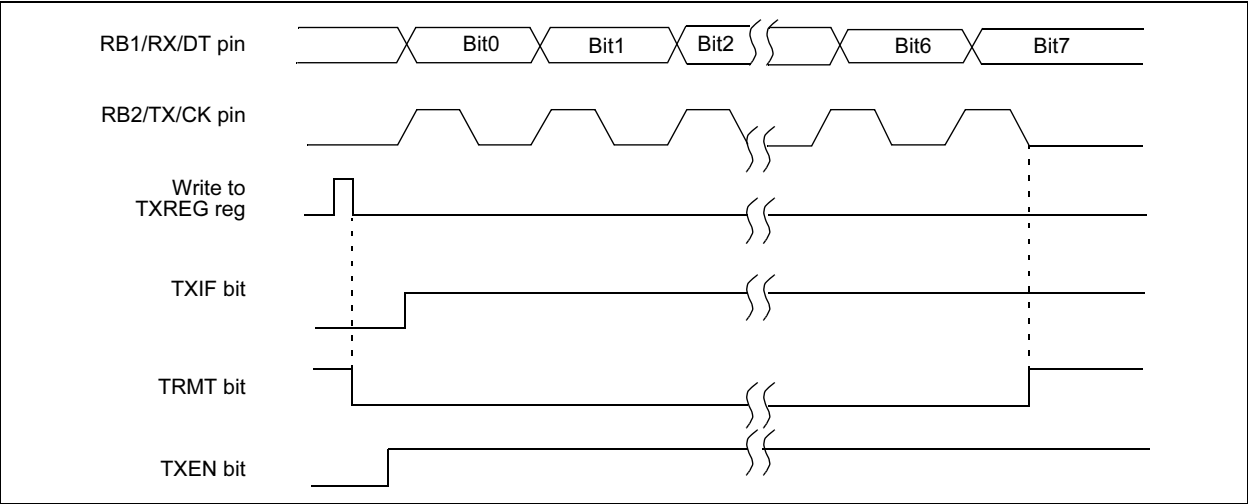 RB1/RX/DT pin
Bit0
Bit1
Bit2
Bit6
Bit7
RB2/TX/CK pin
Write to
TXREG reg
TXIF bit
TRMT bit
TXEN bit